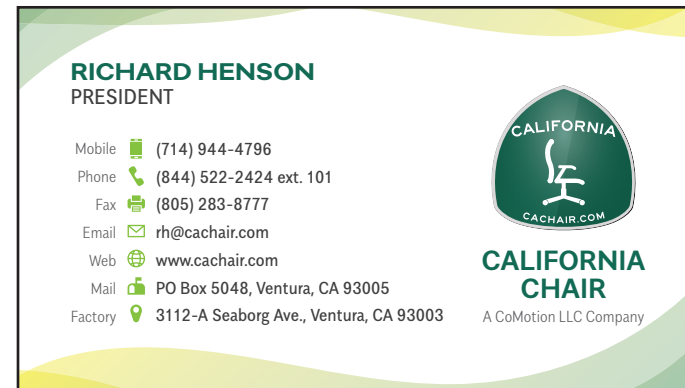 RICHARD HENSON
PRESIDENT
Mobile (714) 944-4796
Phone (844) 522-2424 ext. 101
Fax (805) 283-8777
Email rh@cachair.com
Web www.cachair.com
Mail PO Box 5048, Ventura, CA 93005
Factory 3112-A Seaborg Ave., Ventura, CA 93003
CALIFORNIA
CACHAIR.COM
CALIFORNIA
CHAIR
A CoMotion LLC Company